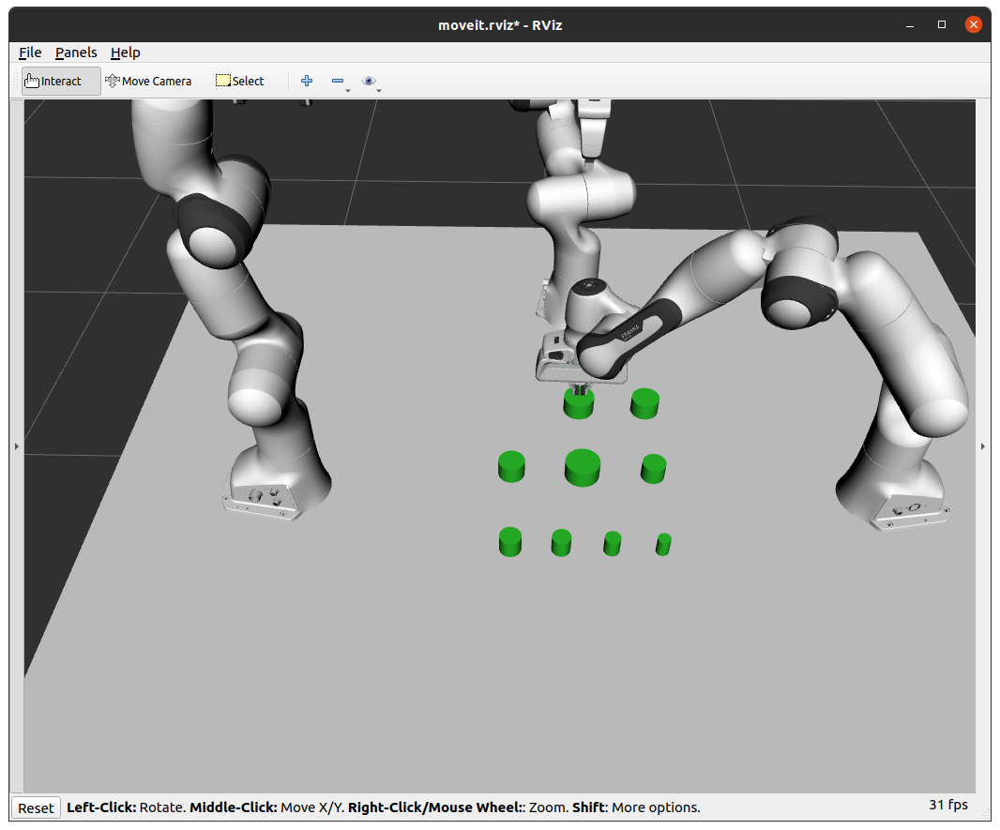 moveit.rviz* - RViz
File Panels Help
Interact Move Camera Select
FRANKA
Reset Left-Click: Rotate. Middle-Click: Move X/Y. Right-Click/Mouse Wheel:: Zoom. Shift: More options. 31 fps